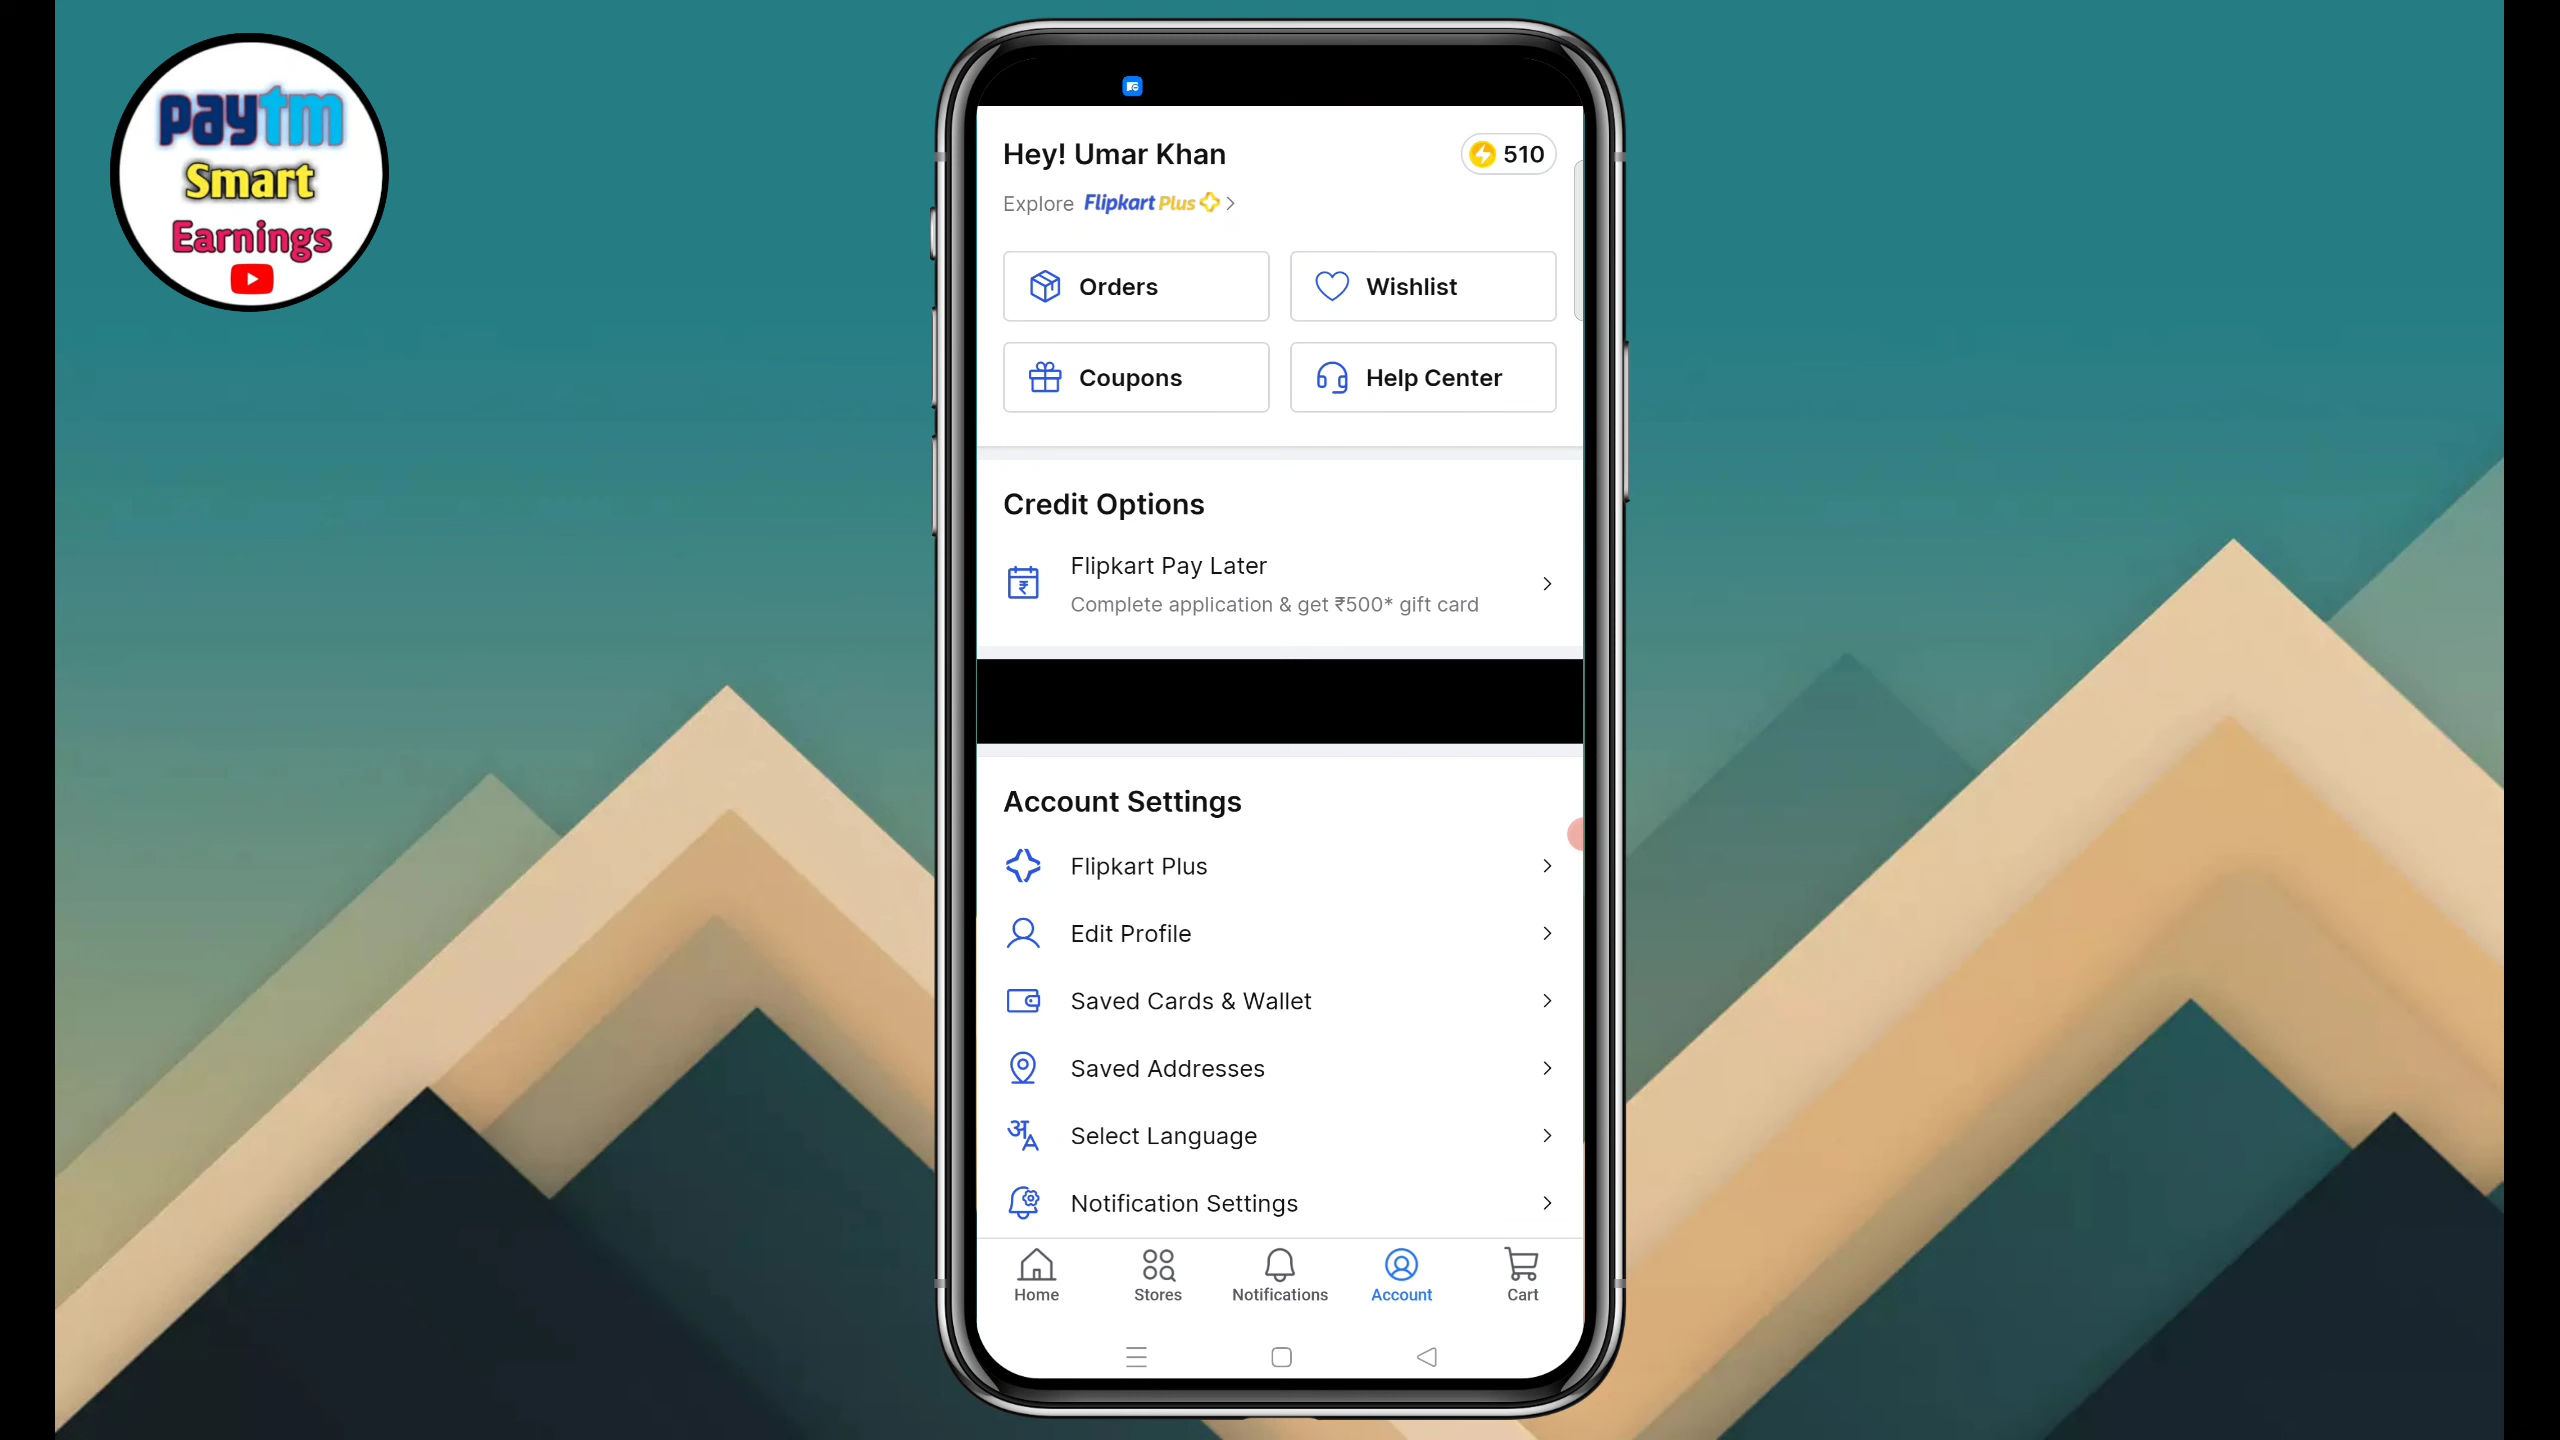 paytm
Smart
Earnings
Hey! Umar Khan
510
Explore Flipkart Plus
Orders
Wishlist
Coupons
Help Center
Credit Options
Flipkart Pay Later
Complete application & get ₹500* gift card
Account Settings
Flipkart Plus
Edit Profile
Saved Cards & Wallet
Saved Addresses
Select Language
Notification Settings
Home
Stores
Notifications
Account
Cart